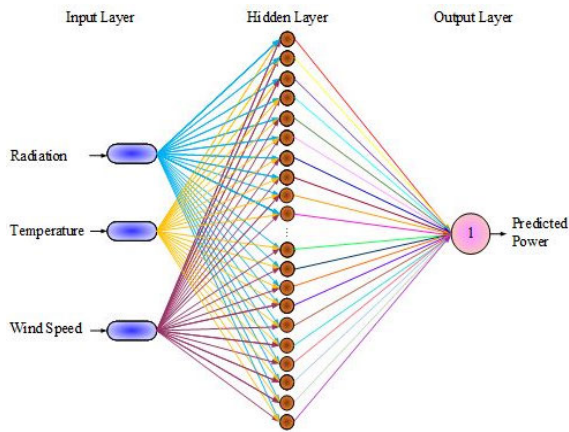 Input Layer
Hidden Layer
Output Layer
Radiation
Temperature
Wind Speed
1
Predicted
Power